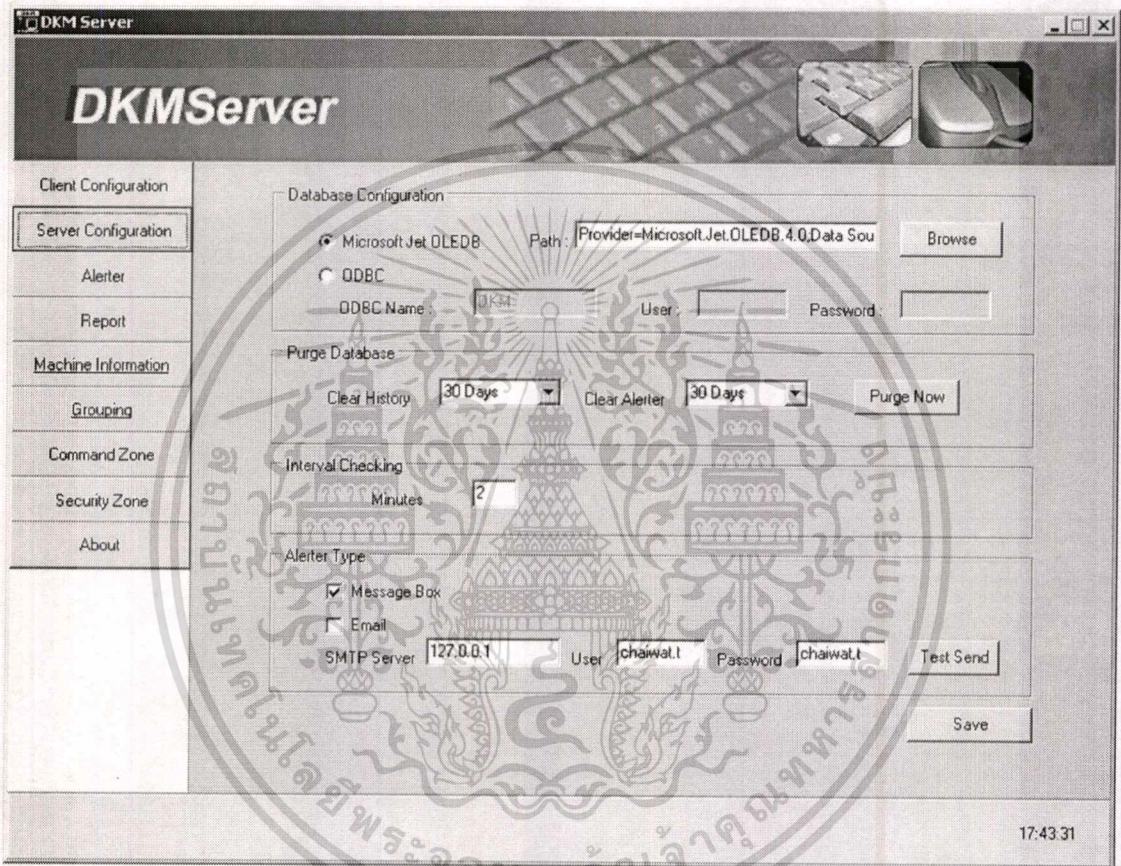 DKM Server
DKMServer
Client Configuration
Server Configuration
Alerter
Report
Machine Information
Grouping
Command Zone
Security Zone
About
Database Configuration
Microsoft Jet OLEDB Path : Provider=Microsoft.Jet.OLEDB.4.0;Data Sou Browse
ODBC
ODBC Name : DKM User : Password :
Purge Database
Clear History 30 Days Clear Alerter 30 Days Purge Now
Interval Checking
Minutes 2
Alerter Type
Message Box
Email
SMTP Server 127.0.0.1 User chaiwat.t Password chaiwat.t Test Send
Save
17:43:31